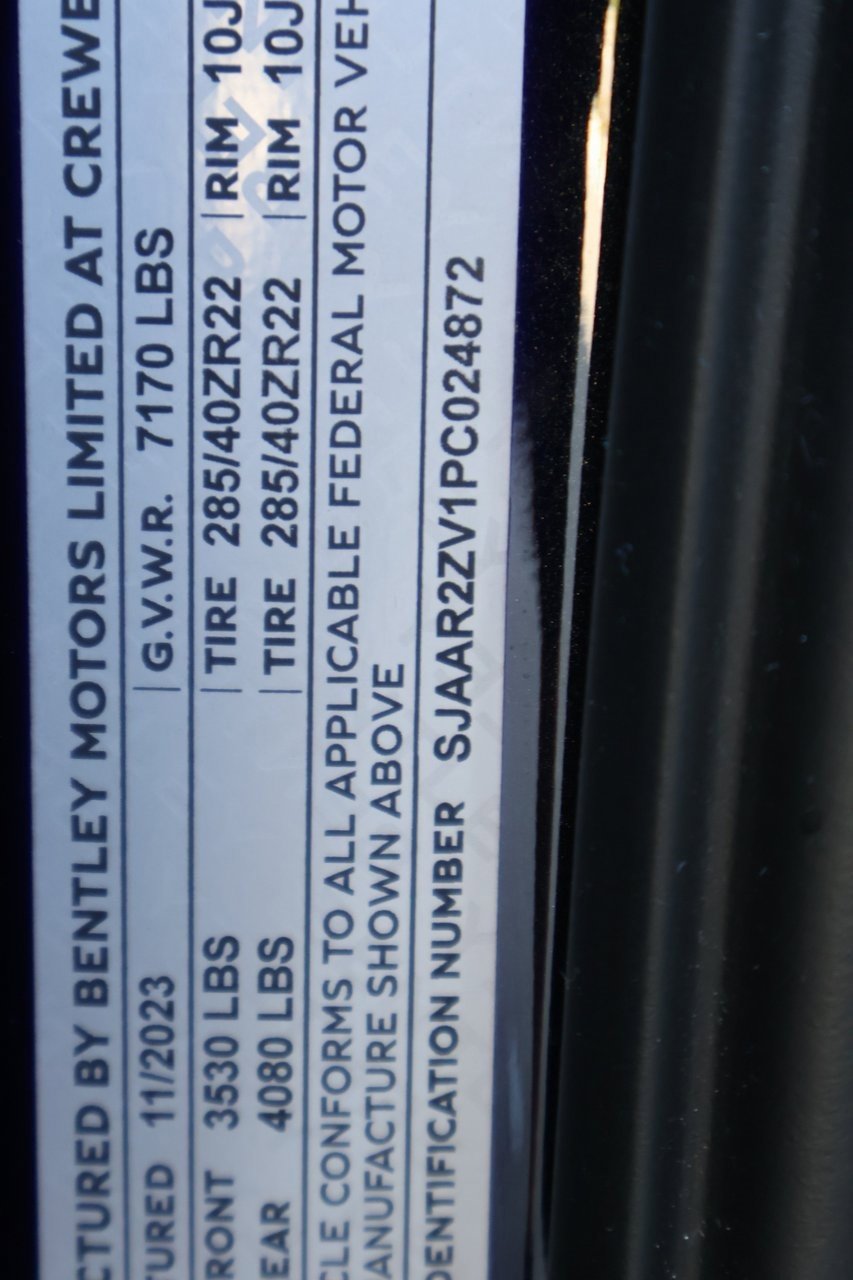 CTURED BY BENTLEY MOTORS LIMITED AT CREWE
TURED 11/2023 | G.V.W.R. 7170 LBS
RONT 3530 LBS | TIRE 285/40ZR22 | RIM 10J
EAR 4080 LBS | TIRE 285/40ZR22 | RIM 10J
CLE CONFORMS TO ALL APPLICABLE FEDERAL MOTOR VEH
ANUFACTURE SHOWN ABOVE
DENTIFICATION NUMBER SJAAR2ZV1PC024872